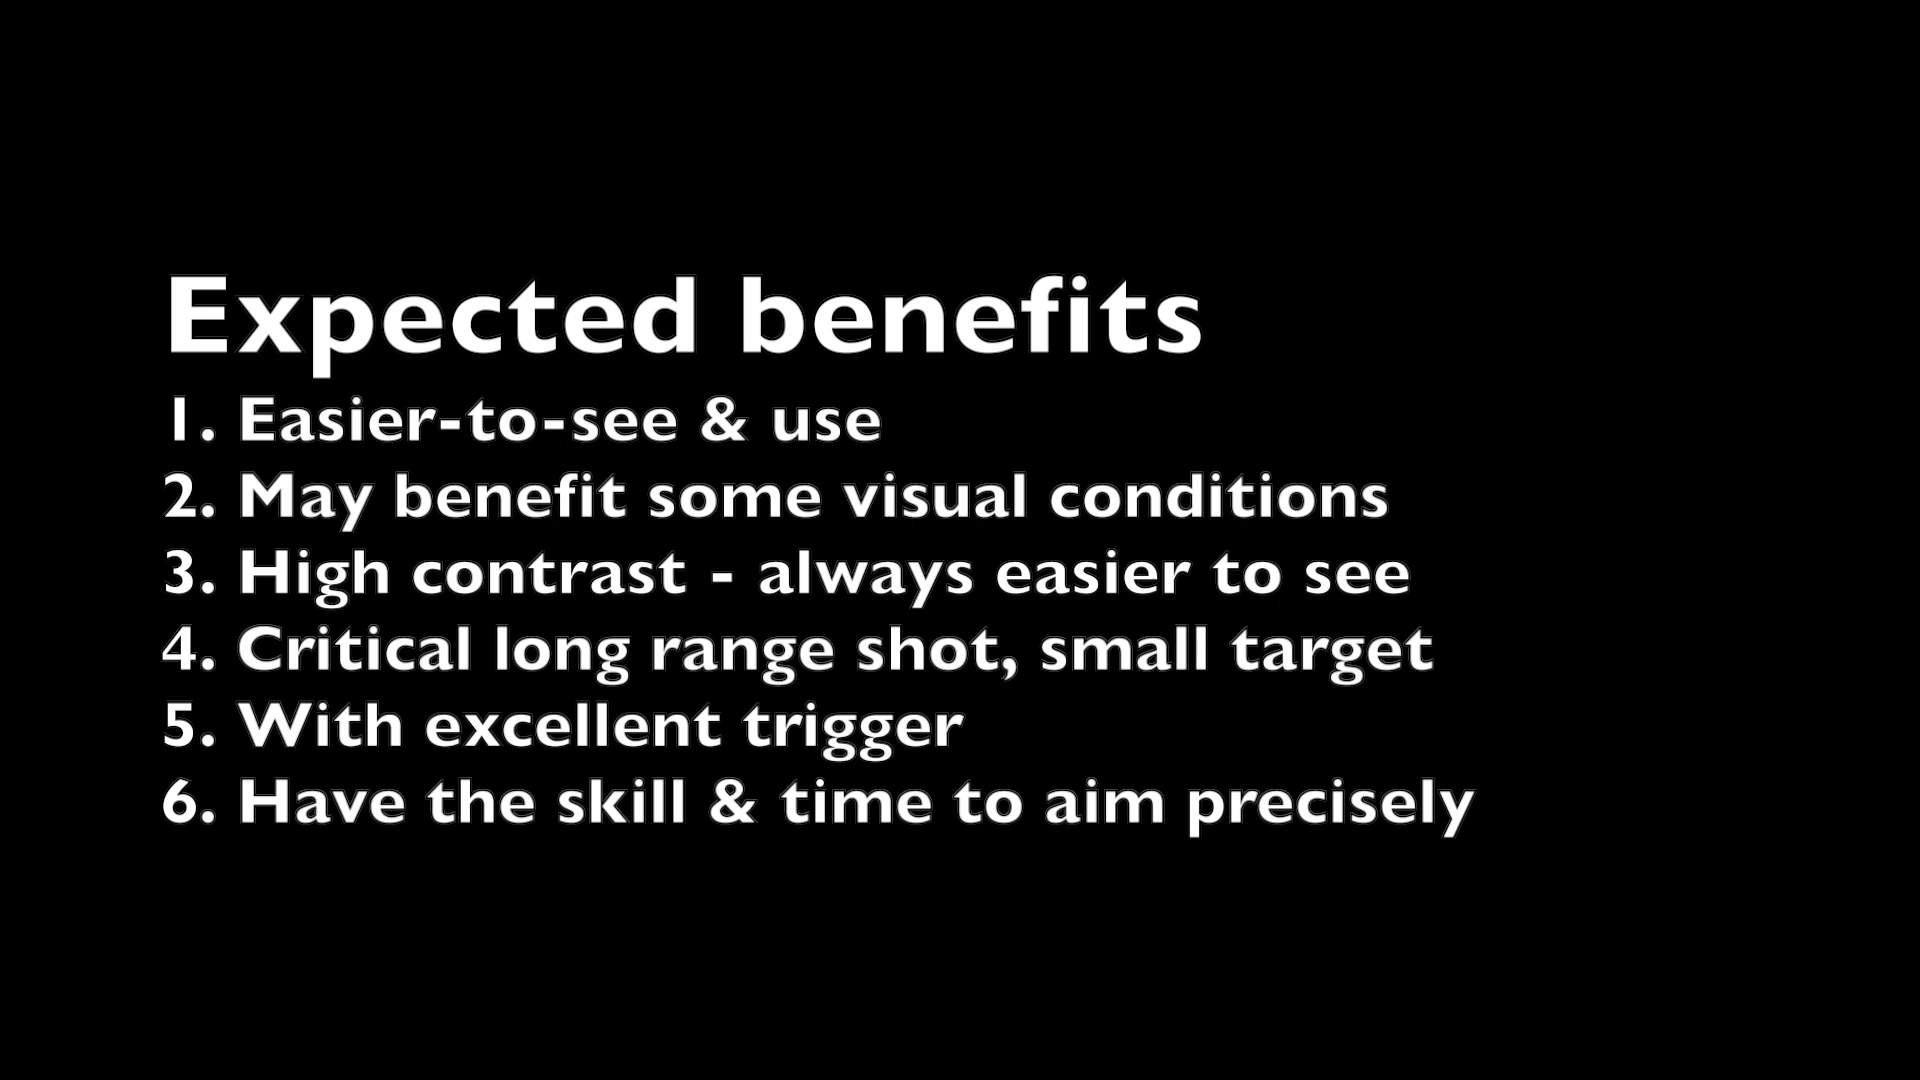 Expected benefits
1. Easier-to-see & use
2. May benefit some visual conditions
3. High contrast - always easier to see
4. Critical long range shot, small target
5. With excellent trigger
6. Have the skill & time to aim precisely